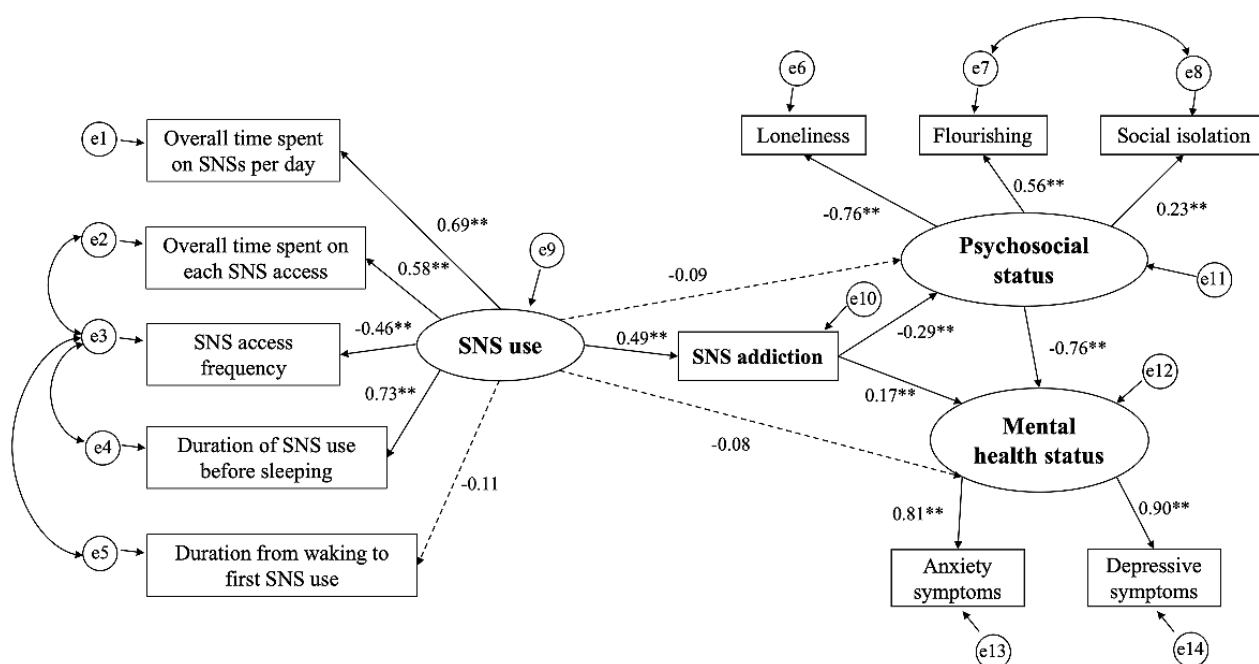 e6
e7
e8
e1
Overall time spent
on SNSs per day
Loneliness
Flourishing
Social isolation
0.56**
-0.76**
0.23**
0.69**
e2
Overall time spent on
each SNS access
0.58**
e9
-0.09
Psychosocial
status
e11
e10
e3
SNS access
frequency
-0.46**
SNS use
0.49**
SNS addiction
-0.29**
-0.76**
0.73**
0.17**
e12
e4
Duration of SNS use
before sleeping
-0.08
Mental
health status
-0.11
0.81**
0.90**
e5
Duration from waking to
first SNS use
Anxiety
symptoms
Depressive
symptoms
e13
e14